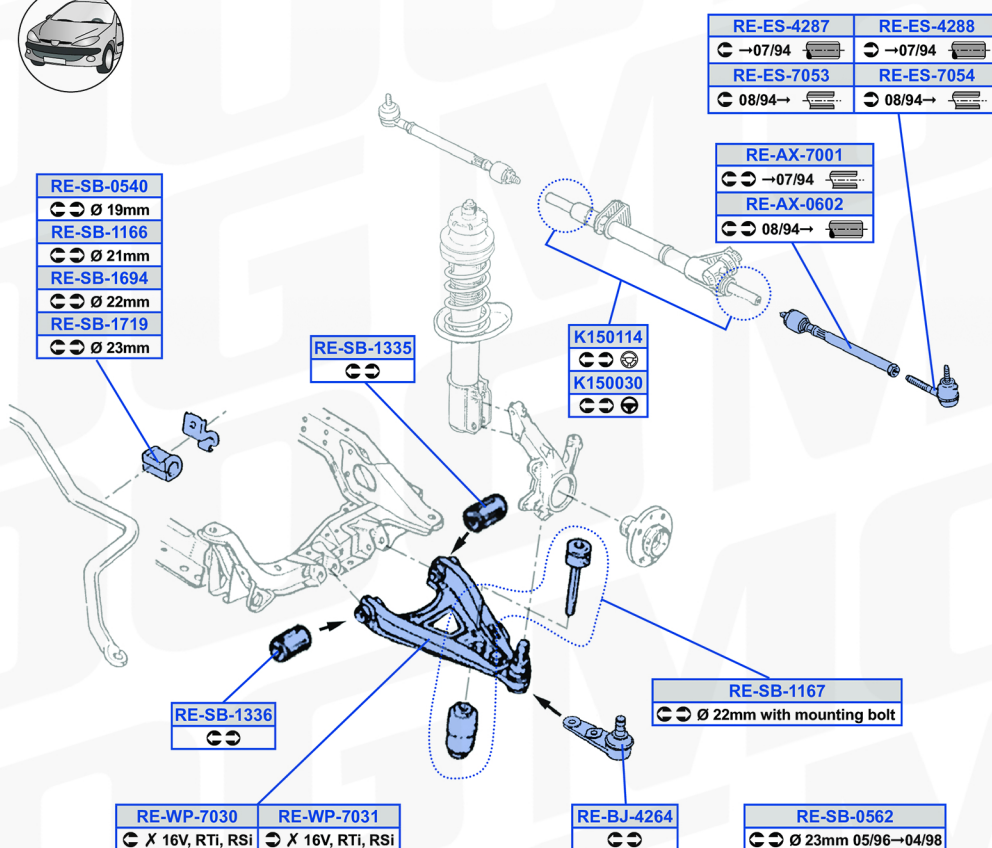 RE-ES-4287 RE-ES-4288
→07/94 →07/94
RE-ES-7053 RE-ES-7054
08/94→ 08/94→
RE-AX-7001
→07/94
RE-AX-0602
08/94→
RE-SB-0540
Ø 19mm
RE-SB-1166
Ø 21mm
RE-SB-1694
Ø 22mm
RE-SB-1719
Ø 23mm
RE-SB-1335
K150114
K150030
RE-SB-1336
RE-SB-1167
Ø 22mm with mounting bolt
RE-WP-7030 RE-WP-7031
✗ 16V, RTi, RSi ✗ 16V, RTi, RSi
RE-BJ-4264
RE-SB-0562
Ø 23mm 05/96→04/98